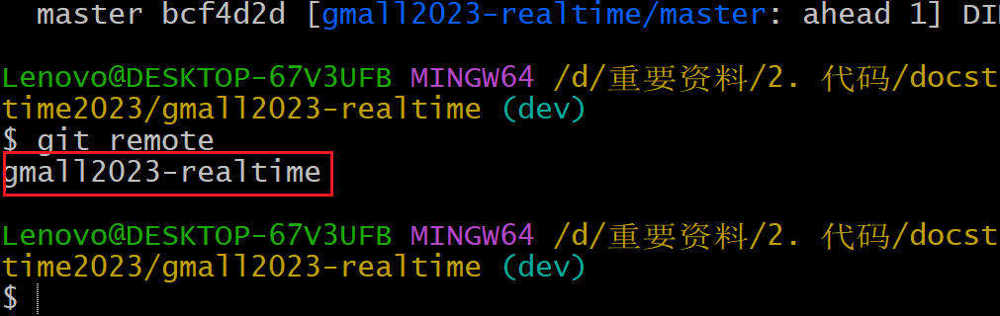 master bcf4d2d [gmall2023-realtime/master: ahead 1]
Lenovo@DESKTOP-67V3UFB MINGW64 /d/重要资料/2. 代码/docst
time2023/gmall2023-realtime (dev)
$ git remote
gmall2023-realtime
Lenovo@DESKTOP-67V3UFB MINGW64 /d/重要资料/2. 代码/docst
time2023/gmall2023-realtime (dev)
$